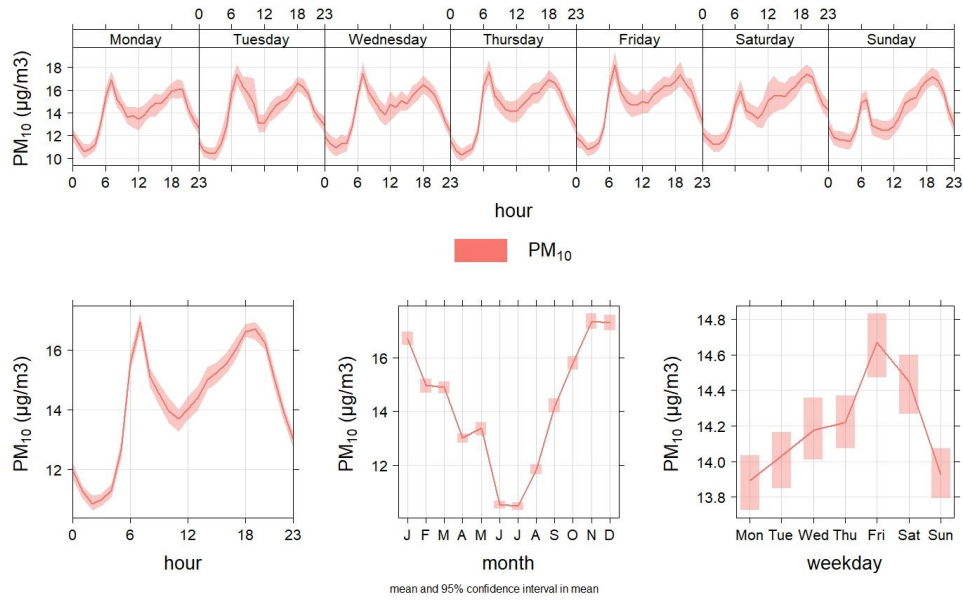 0 6 12 18 23 0 6 12 18 23 0 6 12 18 23
Monday Tuesday Wednesday Thursday Friday Saturday Sunday
PM10 (µg/m3)
18
16
14
12
10
0 6 12 18 23 0 6 12 18 23 0 6 12 18 23 0 6 12 18 23
hour
PM10
PM10 (µg/m3)
16
14
12
0 6 12 18 23
hour
PM10 (µg/m3)
16
14
12
J F M A M J J A S O N D
month
PM10 (µg/m3)
14.8
14.6
14.4
14.2
14.0
13.8
Mon Tue Wed Thu Fri Sat Sun
weekday
mean and 95% confidence interval in mean